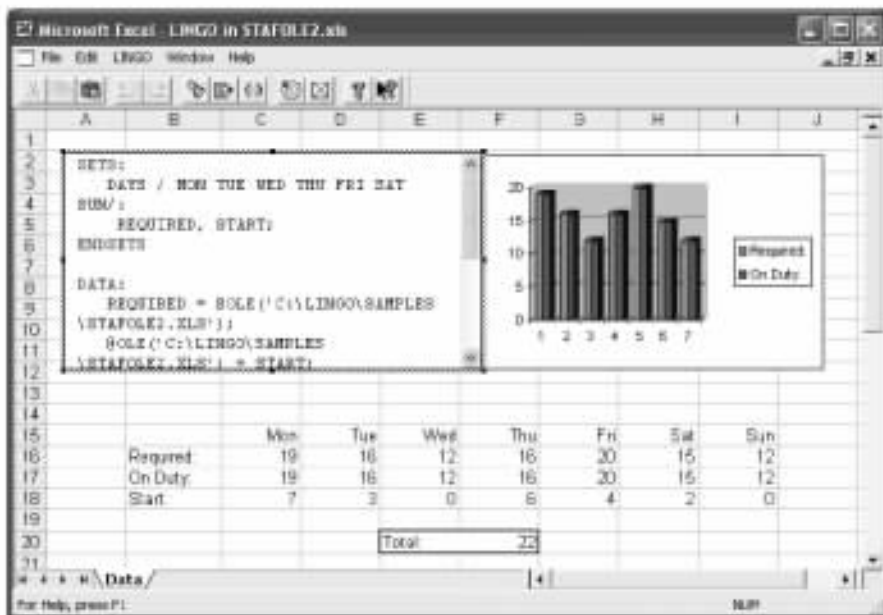 Microsoft Excel - LINGO in STAFOLE2.xls
File Edit LINGO Window Help
A B C D E F G H I J
1
2
3
4
5
6
7
8
9
10
11
12
13
14
15
16
17
18
19
20
21
SETS:
DAYS / MON TUE WED THU FRI SAT
SUN/:
REQUIRED, START;
ENDSETS
DATA:
REQUIRED = @OLE('C:\LINGO\SAMPLES
\STAFOLE2.XLS');
@OLE('C:\LINGO\SAMPLES
\STAFOLE2.XLS') = START;
20
15
10
5
0
1 2 3 4 5 6 7
Required
On Duty
Mon Tue Wed Thu Fri Sat Sun
Required: 19 16 12 16 20 15 12
On Duty: 19 16 12 16 20 15 12
Start 7 3 0 6 4 2 0
Total: 22
Data
For Help, press F1
NUM